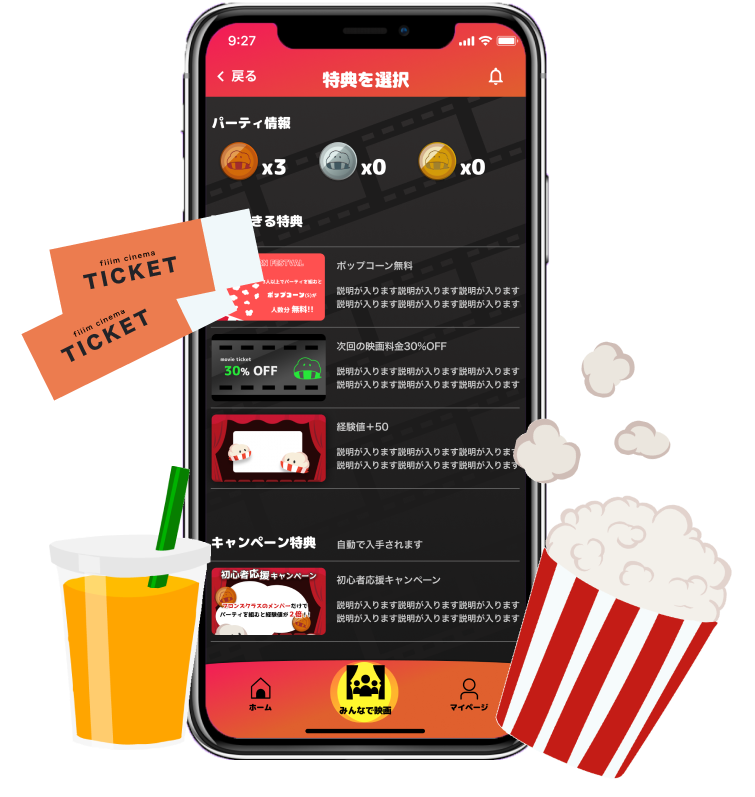 9:27
戻る
特典を選択
パーティ情報
x3
x0
x0
きる特典
FESTVAL
人以上でパーティを組むと
ポップコーン(S)が
人数分 無料!!
ポップコーン無料
説明が入ります説明が入ります説明が入ります
説明が入ります説明が入ります説明が入ります
fiiim cinema
TICKET
fiiim cinema
TICKET
movie ticket
30% OFF
次回の映画料金30%OFF
説明が入ります説明が入ります説明が入ります
説明が入ります説明が入ります説明が入ります
経験値＋50
説明が入ります説明が入ります説明が入ります
説明が入ります説明が入ります説明が入ります
キャンペーン特典
自動で入手されます
初心者応援キャンペーン
ブロンズクラスのメンバーだけで
パーティを組むと経験値が2倍!!
初心者応援キャンペーン
説明が入ります説明が入ります説明が入ります
説明が入ります説明が入ります説明が入ります
ホーム
みんなで映画
マイページ